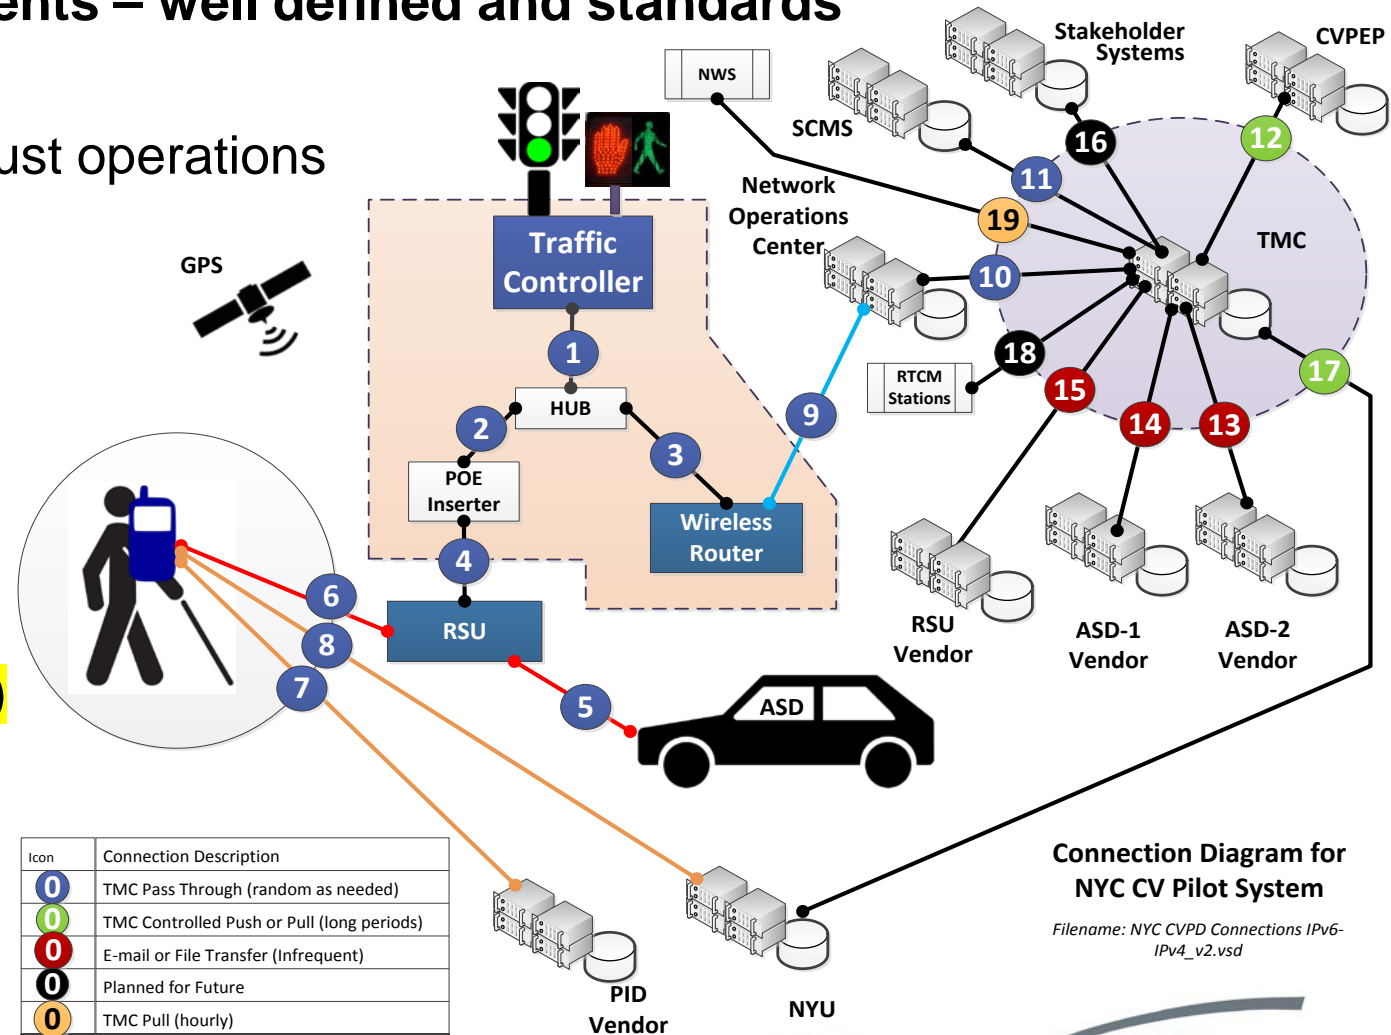 ents – well defined and standards
ust operations
)
NWS
SCMS
Stakeholder
Systems
CVPEP
16
12
11
19
Network
Operations
Center
10
TMC
18
RTCM
Stations
15
14
13
17
GPS
Traffic
Controller
1
HUB
2
3
9
POE
Inserter
Wireless
Router
4
RSU
6
8
7
5
ASD
RSU
Vendor
ASD-1
Vendor
ASD-2
Vendor
PID
Vendor
NYU
Icon Connection Description
0 TMC Pass Through (random as needed)
0 TMC Controlled Push or Pull (long periods)
0 E-mail or File Transfer (Infrequent)
0 Planned for Future
0 TMC Pull (hourly)
Connection Diagram for
NYC CV Pilot System
Filename: NYC CVPD Connections IPv6-
IPv4_v2.vsd